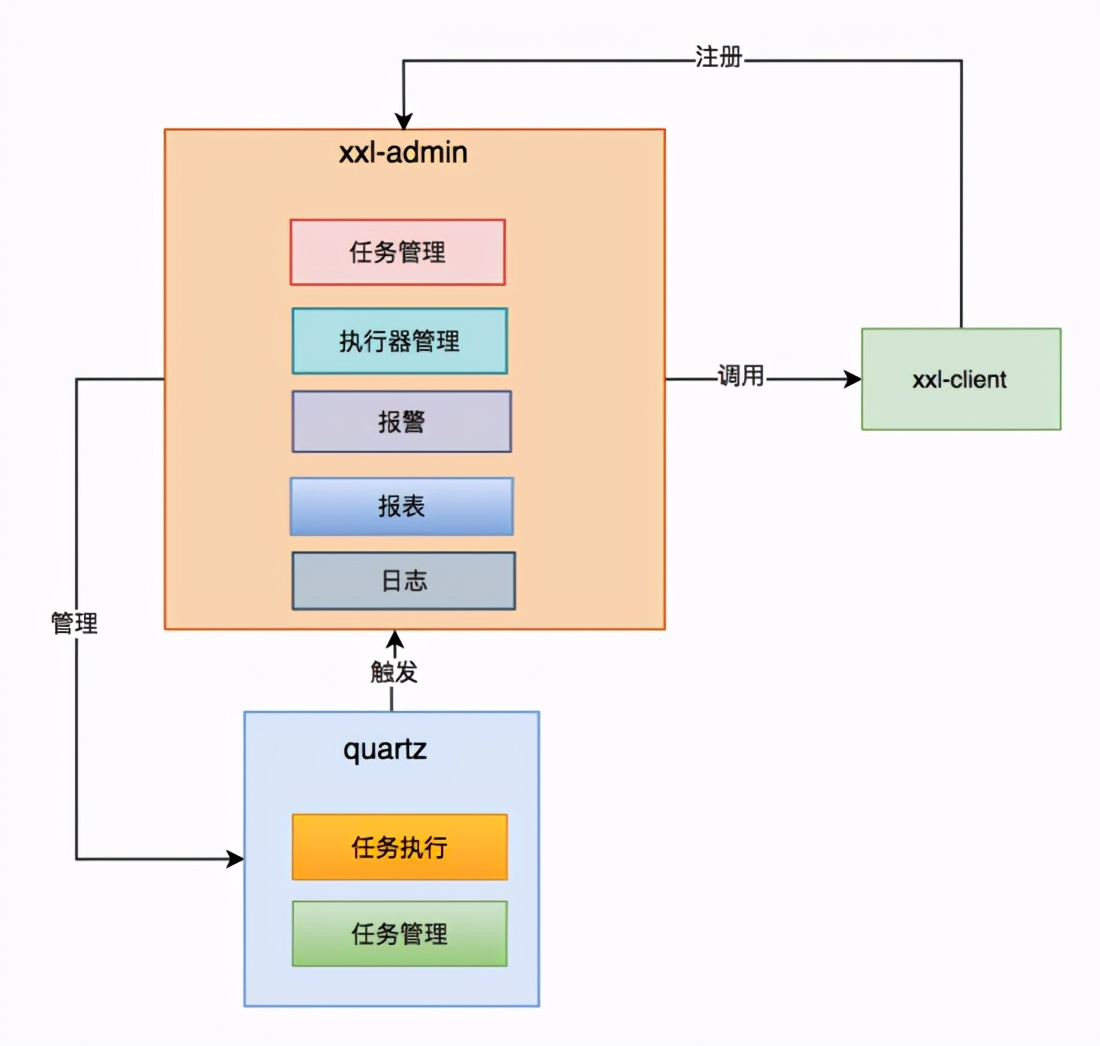 注册
xxl-admin
任务管理
执行器管理
报警
报表
日志
调用
xxl-client
管理
触发
quartz
任务执行
任务管理